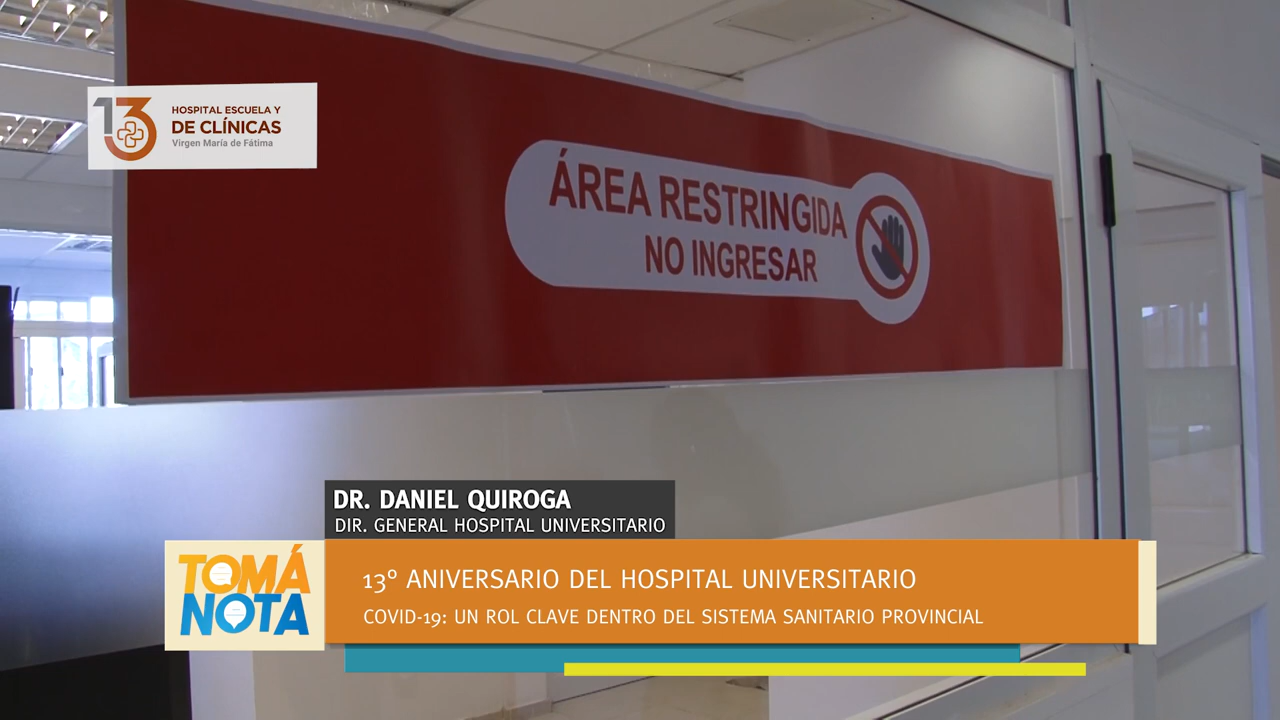 13
HOSPITAL ESCUELA Y
DE CLÍNICAS
Virgen María de Fátima
ÁREA RESTRINGIDA
NO INGRESAR
DR. DANIEL QUIROGA
DIR. GENERAL HOSPITAL UNIVERSITARIO
TOMÁ
NOTA
13º ANIVERSARIO DEL HOSPITAL UNIVERSITARIO
COVID-19: UN ROL CLAVE DENTRO DEL SISTEMA SANITARIO PROVINCIAL